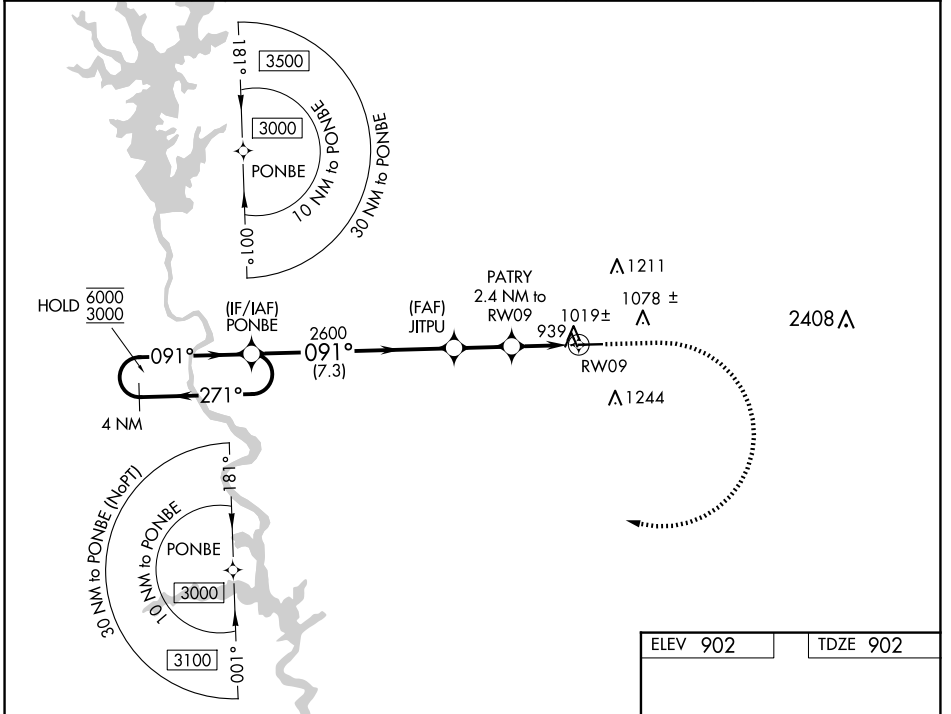 181°
3500
3000
PONBE
10 NM to PONBE
30 NM to PONBE
001°
1211
1078 ±
2408
1019±
939
1244
PATRY
2.4 NM to
RW09
(FAF)
JITPU
(IF/IAF)
PONBE
HOLD 6000
3000
2600
091°
091°
(7.3)
RW09
271°
4 NM
181°
30 NM to PONBE (NoPT)
10 NM to PONBE
PONBE
3000
3100
001°
ELEV 902
TDZE 902